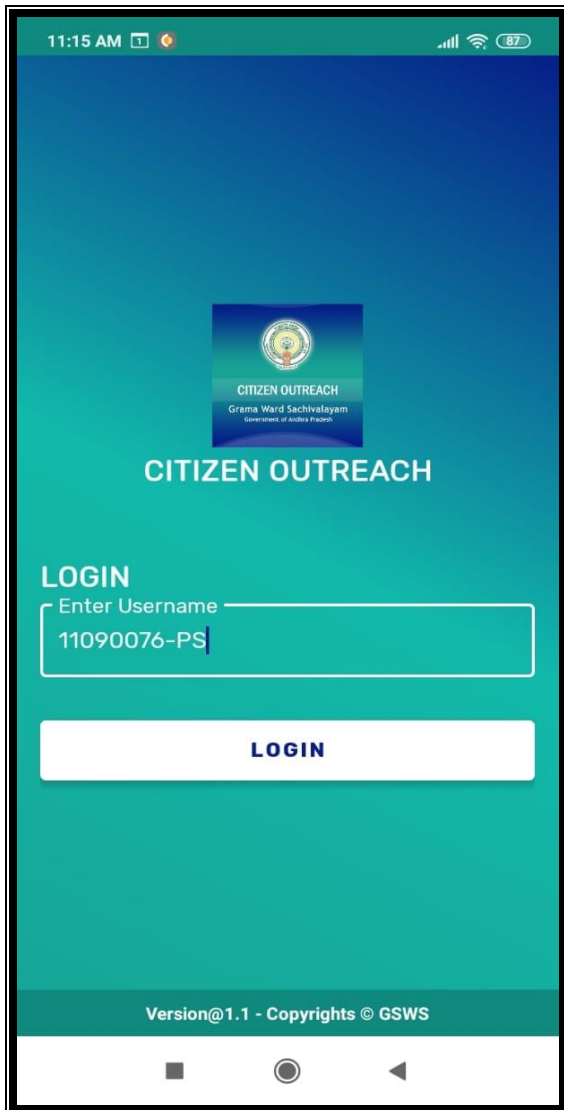 11:15 AM 1 87
CITIZEN OUTREACH
Grama Ward Sachivalayam
Government of Andhra Pradesh
CITIZEN OUTREACH
LOGIN
Enter Username
11090076-PS
LOGIN
Version@1.1 - Copyrights © GSWS